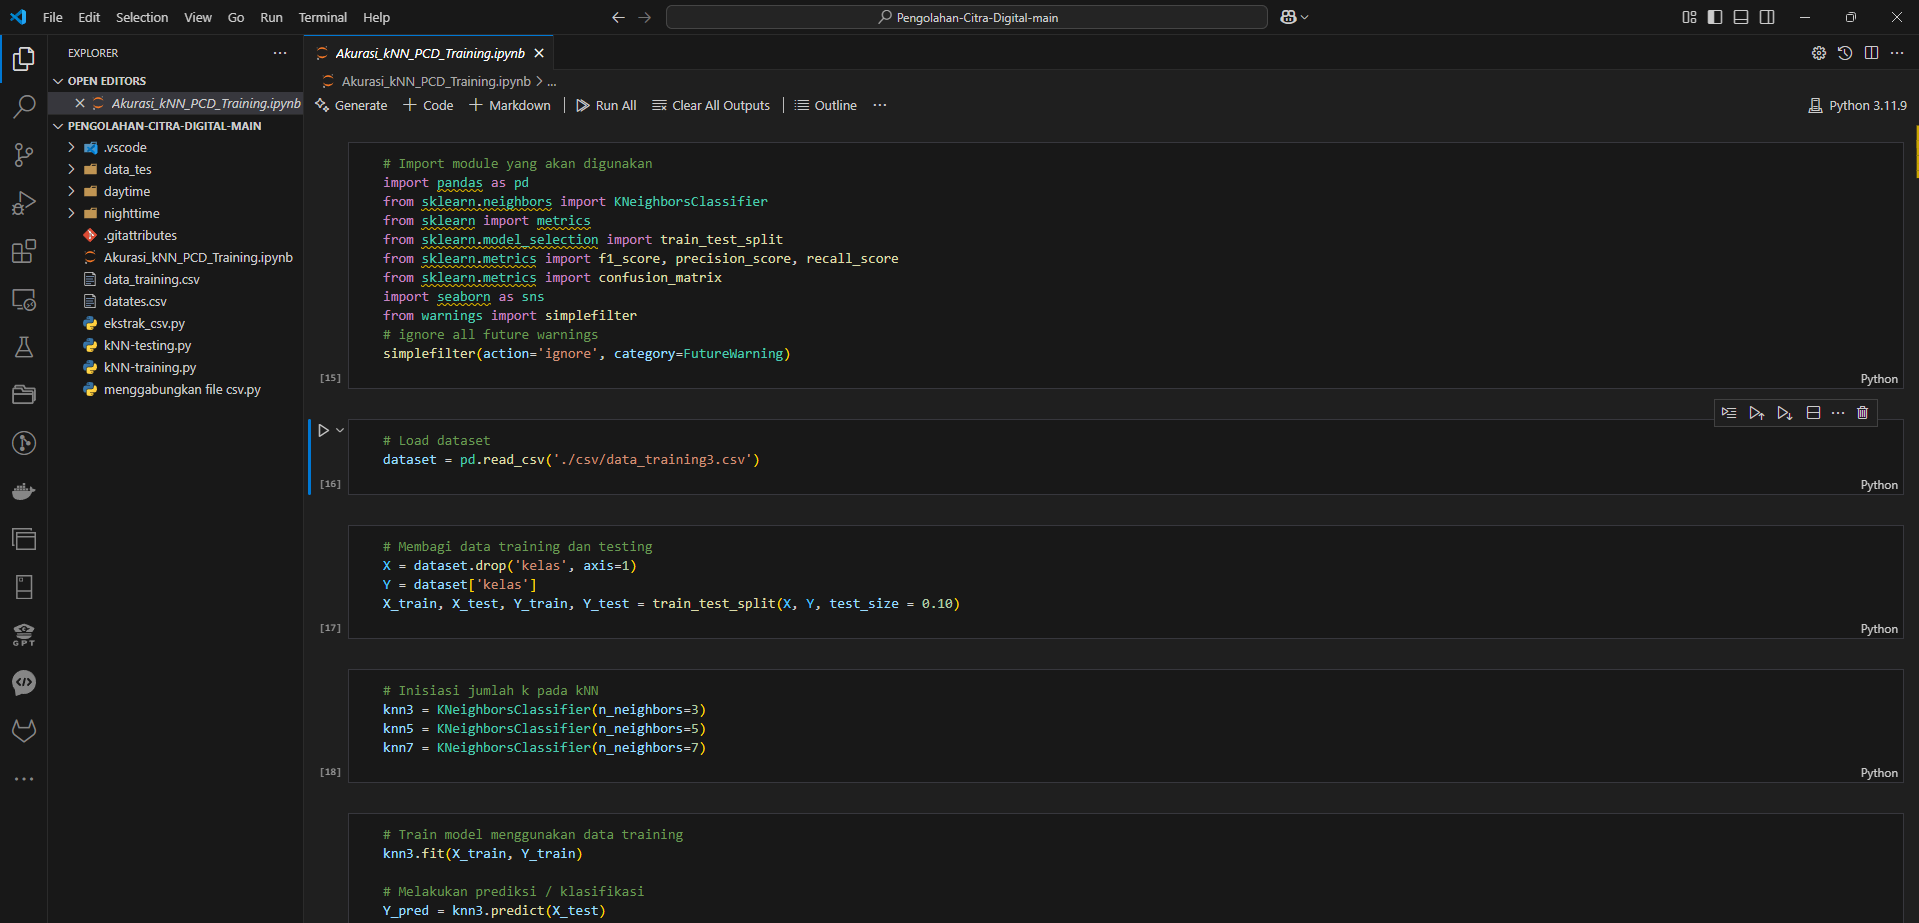 File Edit Selection View Go Run Terminal Help
Pengolahan-Citra-Digital-main
EXPLORER
OPEN EDITORS
Akurasi_kNN_PCD_Training.ipynb
PENGOLAHAN-CITRA-DIGITAL-MAIN
.vscode
data_tes
daytime
nighttime
.gitattributes
Akurasi_kNN_PCD_Training.ipynb
data_training.csv
datates.csv
ekstrak_csv.py
kNN-testing.py
kNN-training.py
menggabungkan file csv.py
GPT
Akurasi_kNN_PCD_Training.ipynb
Akurasi_kNN_PCD_Training.ipynb > ...
Generate + Code + Markdown | Run All Clear All Outputs | Outline ...
Python 3.11.9
# Import module yang akan digunakan
import pandas as pd
from sklearn.neighbors import KNeighborsClassifier
from sklearn import metrics
from sklearn.model_selection import train_test_split
from sklearn.metrics import f1_score, precision_score, recall_score
from sklearn.metrics import confusion_matrix
import seaborn as sns
from warnings import simplefilter
# ignore all future warnings
simplefilter(action='ignore', category=FutureWarning)
[15]
Python
# Load dataset
dataset = pd.read_csv('./csv/data_training3.csv')
[16]
Python
# Membagi data training dan testing
X = dataset.drop('kelas', axis=1)
Y = dataset['kelas']
X_train, X_test, Y_train, Y_test = train_test_split(X, Y, test_size = 0.10)
[17]
Python
# Inisiasi jumlah k pada kNN
knn3 = KNeighborsClassifier(n_neighbors=3)
knn5 = KNeighborsClassifier(n_neighbors=5)
knn7 = KNeighborsClassifier(n_neighbors=7)
[18]
Python
# Train model menggunakan data training
knn3.fit(X_train, Y_train)
# Melakukan prediksi / klasifikasi
Y_pred = knn3.predict(X_test)